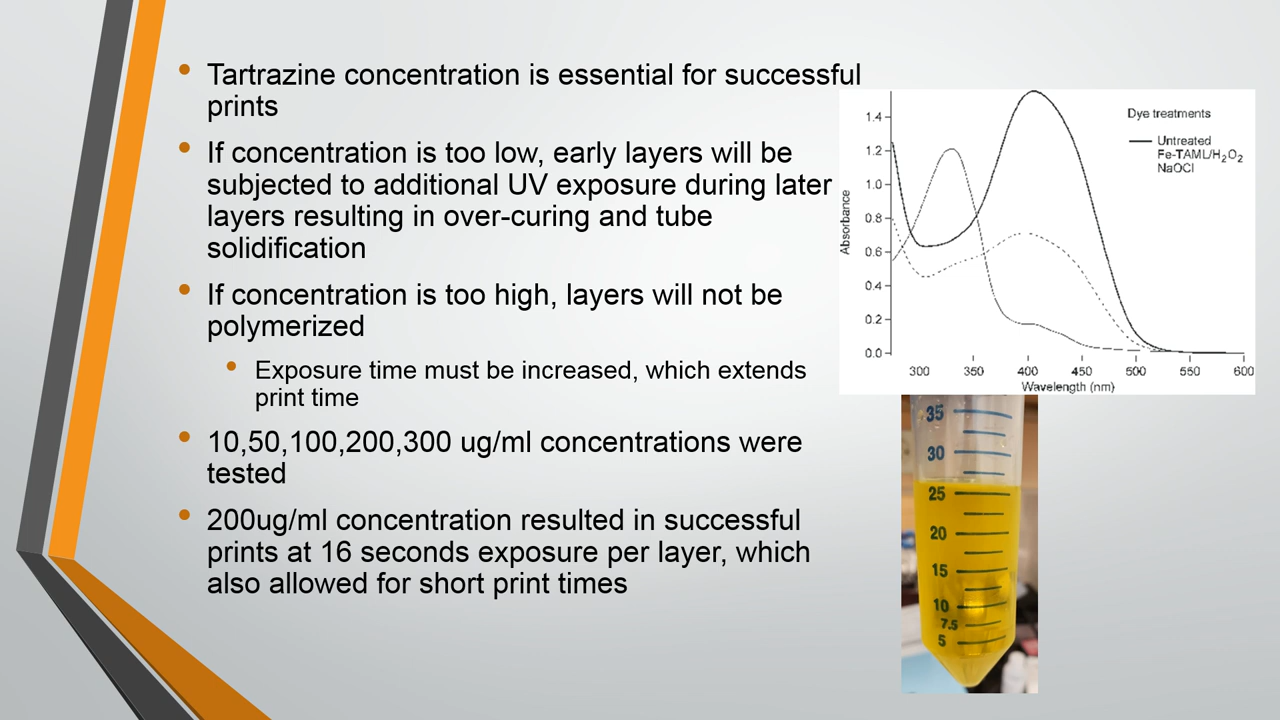 Tartrazine concentration is essential for successful
prints
If concentration is too low, early layers will be
subjected to additional UV exposure during later
layers resulting in over-curing and tube
solidification
If concentration is too high, layers will not be
polymerized
Exposure time must be increased, which extends
print time
10,50,100,200,300 ug/ml concentrations were
tested
200ug/ml concentration resulted in successful
prints at 16 seconds exposure per layer, which
also allowed for short print times
Dye treatments
Untreated
Fe-TAML/H2O2
NaOCl
Absorbance
1.4
1.2
1.0
0.8
0.6
0.4
0.2
0.0
300 350 400 450 500 550 600
Wavelength (nm)
35
30
25
20
15
10
7.5
5